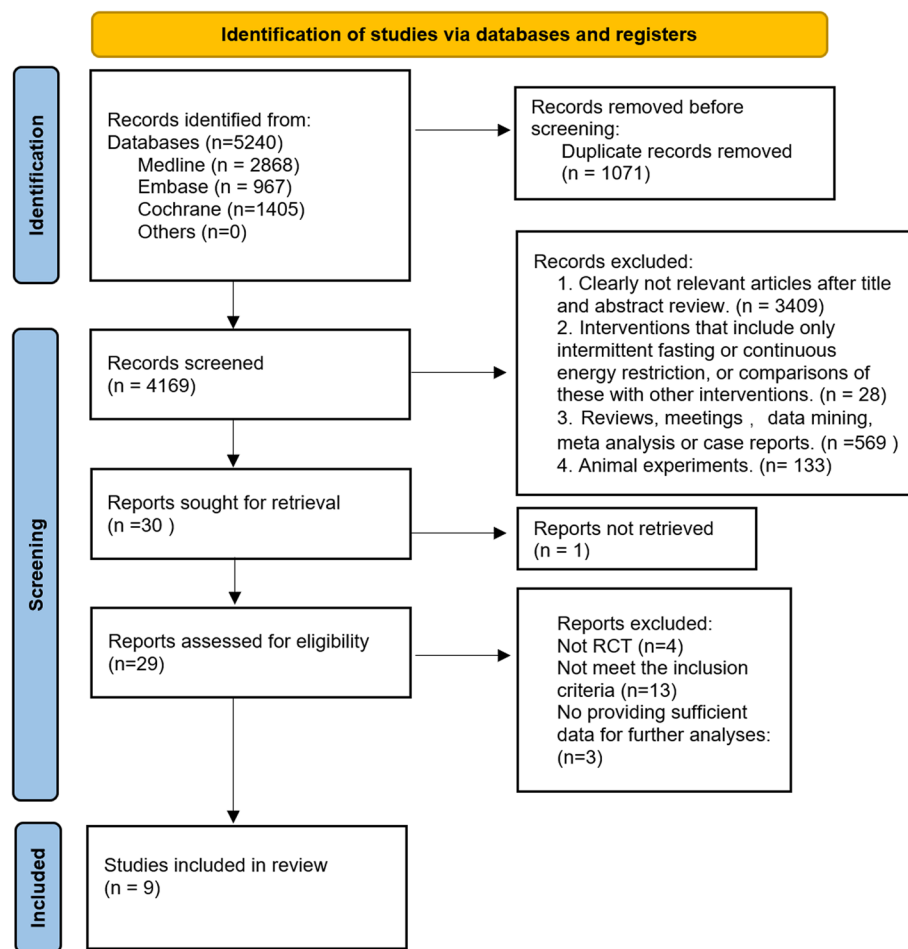 Identification of studies via databases and registers
Identification
Records identified from:
Databases (n=5240)
Medline (n = 2868)
Embase (n = 967)
Cochrane (n=1405)
Others (n=0)
Records removed before
screening:
Duplicate records removed
(n = 1071)
Screening
Records screened
(n = 4169)
Records excluded:
1. Clearly not relevant articles after title
and abstract review. (n = 3409)
2. Interventions that include only
intermittent fasting or continuous
energy restriction, or comparisons of
these with other interventions. (n = 28)
3. Reviews, meetings , data mining,
meta analysis or case reports. (n =569 )
4. Animal experiments. (n= 133)
Reports sought for retrieval
(n =30 )
Reports not retrieved
(n = 1)
Reports assessed for eligibility
(n=29)
Reports excluded:
Not RCT (n=4)
Not meet the inclusion
criteria (n=13)
No providing sufficient
data for further analyses:
(n=3)
Included
Studies included in review
(n = 9)